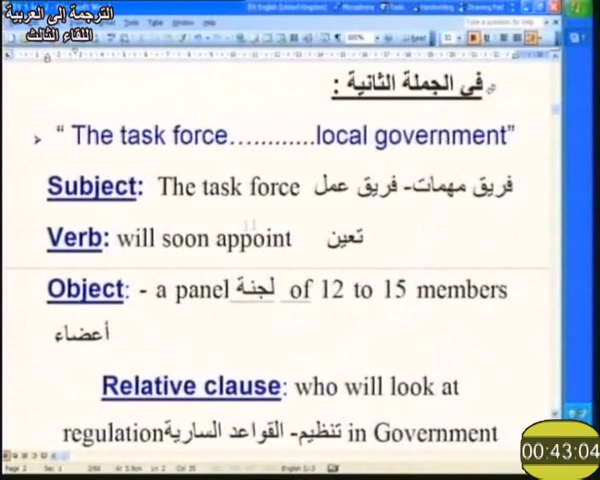 الترجمة إلى العربية
اللقاء الثالث
في الجملة الثانية :
“ The task force…..........local government”
Subject: The task force فريق مهمات- فريق عمل
Verb: will soon appoint تعين
Object: - a panel لجنة of 12 to 15 members
أعضاء
Relative clause: who will look at
regulation تنظيم- القواعد السارية in Government
00:43:04